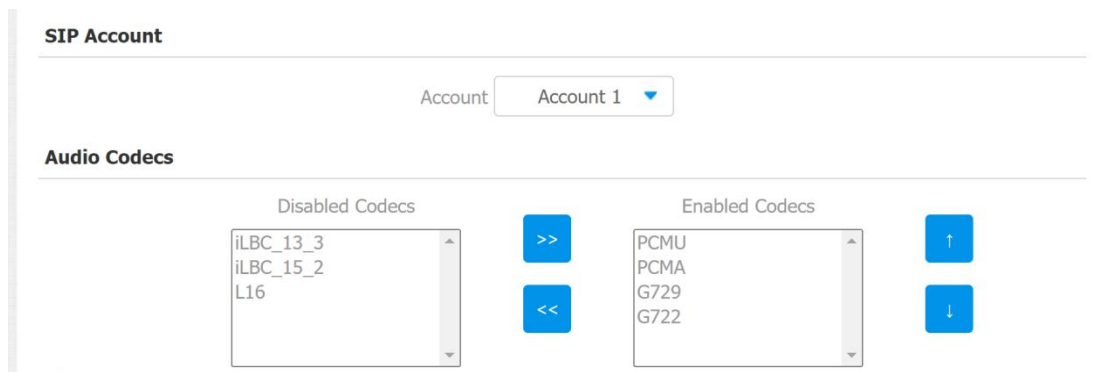 SIP Account
Account Account 1
Audio Codecs
Disabled Codecs Enabled Codecs
iLBC_13_3 >> PCMU ↑
iLBC_15_2 PCMA
L16 << G729 ↓
G722